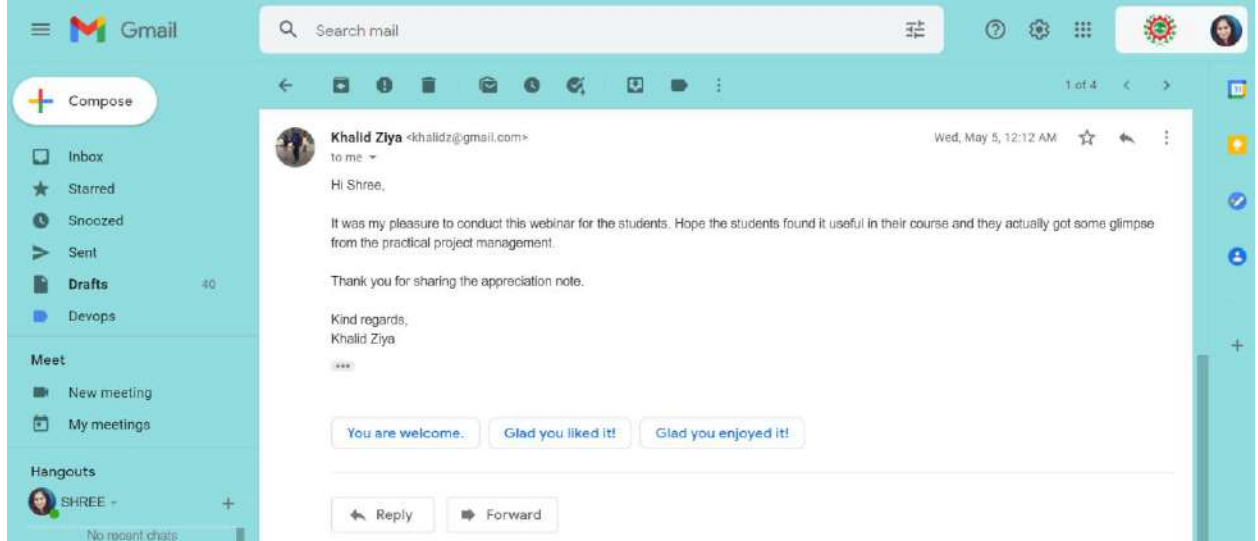 Gmail
Search mail
Compose
1 of 4
Inbox
Starred
Snoozed
Sent
Drafts 40
Devops
Meet
New meeting
My meetings
Hangouts
SHREE
No recent chats
Khalid Ziya <khalidz@gmail.com>
Wed, May 5, 12:12 AM
to me
Hi Shree,
It was my pleasure to conduct this webinar for the students. Hope the students found it useful in their course and they actually got some glimpse
from the practical project management.
Thank you for sharing the appreciation note.
Kind regards,
Khalid Ziya
You are welcome. Glad you liked it! Glad you enjoyed it!
Reply Forward
31